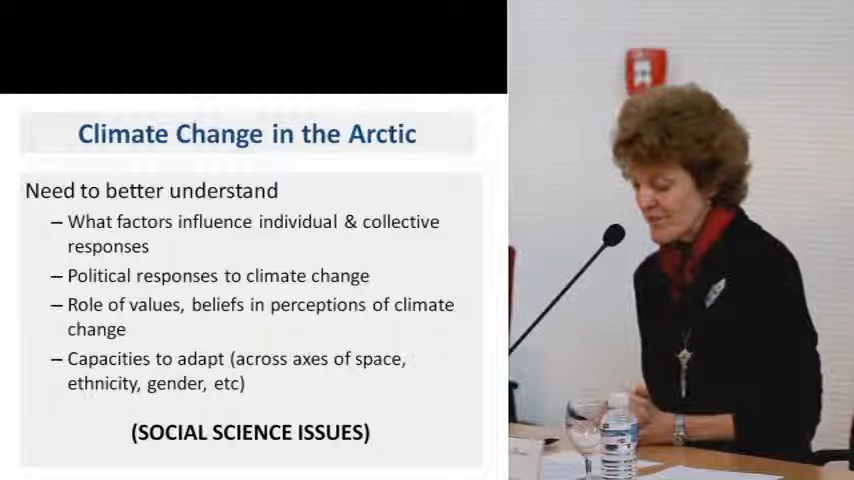 Climate Change in the Arctic
Need to better understand
– What factors influence individual & collective
responses
– Political responses to climate change
– Role of values, beliefs in perceptions of climate
change
– Capacities to adapt (across axes of space,
ethnicity, gender, etc)
(SOCIAL SCIENCE ISSUES)